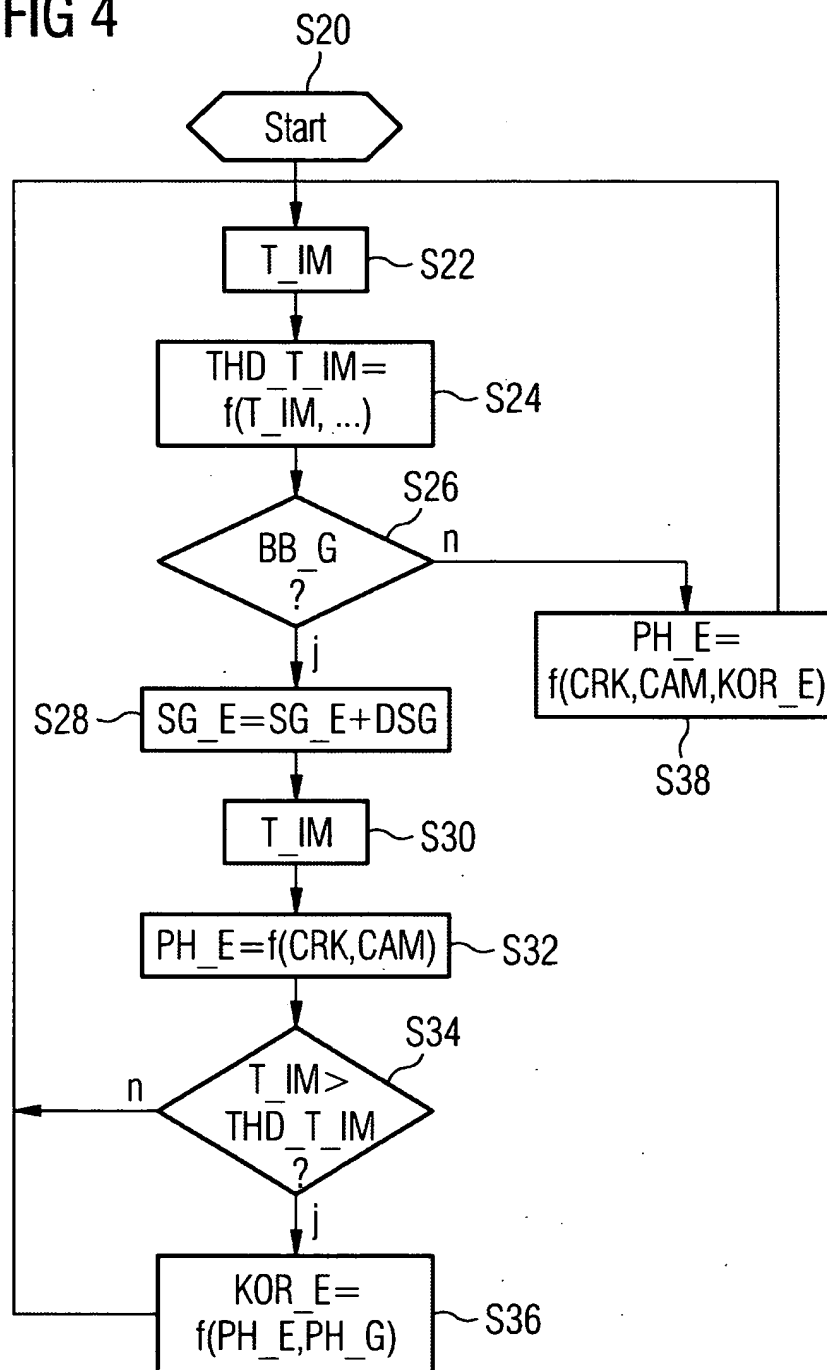 FIG 4
S20
Start
T_IM
S22
THD_T_IM=
f(T_IM, ...)
S24
S26
BB_G
?
n
j
PH_E=
f(CRK,CAM,KOR_E)
S38
S28
SG_E=SG_E+DSG
T_IM
S30
PH_E=f(CRK,CAM)
S32
S34
n
T_IM>
THD_T_IM
?
j
KOR_E=
f(PH_E,PH_G)
S36